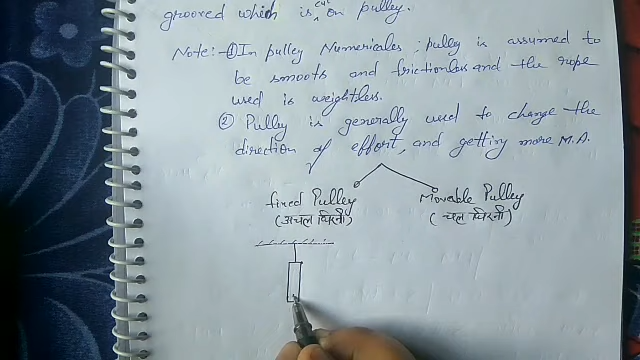 grooved which is cut on pulley.
Note:- ① In pulley Numericales ; pulley is assumed to
be smooth and frictionless and the rope
used is weightless.
② Pulley is generally used to change the
direction of effort, and getting more M.A.
fixed Pulley
(अचल घिरनी)
Movable Pulley
(चल घिरनी)